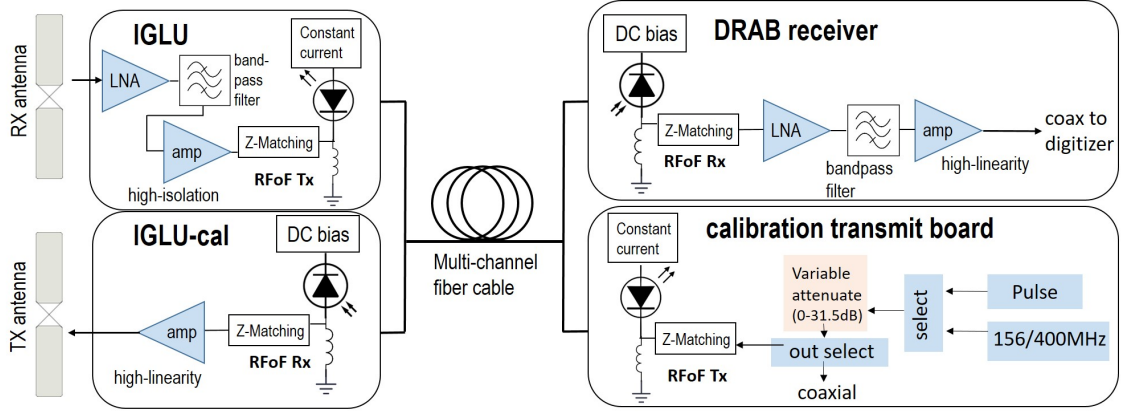 RX antenna
IGLU
LNA
band-
pass
filter
Constant
current
amp
high-isolation
Z-Matching
RFoF Tx
TX antenna
IGLU-cal
DC bias
amp
high-linearity
Z-Matching
RFoF Rx
Multi-channel
fiber cable
DRAB receiver
DC bias
Z-Matching
RFoF Rx
LNA
bandpass
filter
amp
high-linearity
coax to
digitizer
calibration transmit board
Constant
current
Z-Matching
RFoF Tx
Variable
attenuate
(0-31.5dB)
out select
coaxial
select
Pulse
156/400MHz